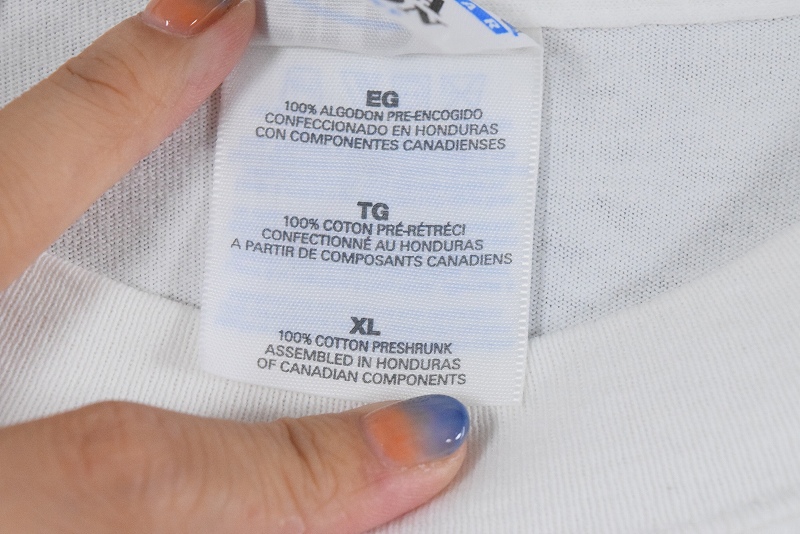 EG
100% ALGODON PRE-ENCOGIDO
CONFECCIONADO EN HONDURAS
CON COMPONENTES CANADIENSES
TG
100% COTON PRÉ-RÉTRÉCI
CONFECTIONNÉ AU HONDURAS
A PARTIR DE COMPOSANTS CANADIENS
XL
100% COTTON PRESHRUNK
ASSEMBLED IN HONDURAS
OF CANADIAN COMPONENTS